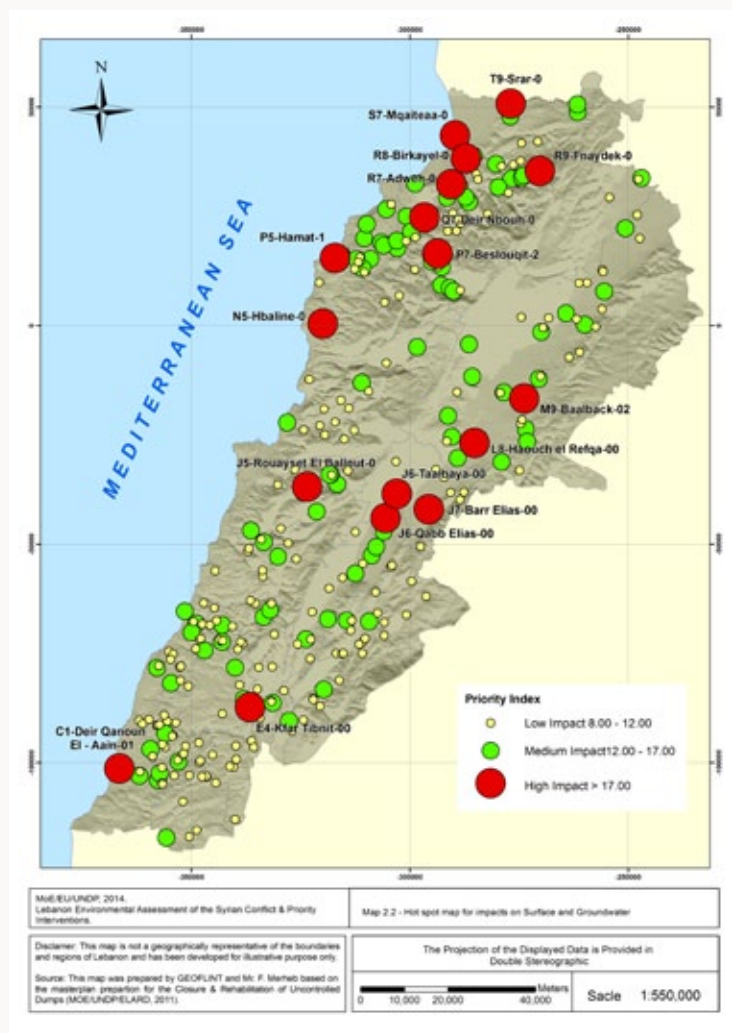 N
T9-Srar-0
S7-Mqaiteaa-0
R8-Birkayel-0
R9-Fnaydek-0
R7-Adweh-0
Q7-Deir Nbouh-0
P5-Hamat-1
P7-Beslouqit-2
N5-Hbaline-0
MEDITERRANEAN SEA
M9-Baalback-02
L8-Haouch el Refqa-00
J5-Rouayset El Ballout-0
J6-Taalbaya-00
J7-Barr Elias-00
J6-Qabb Elias-00
E4-Kfar Tibnit-00
C1-Deir Qanoun
El - Aain-01
Priority Index
Low Impact 8.00 - 12.00
Medium Impact12.00 - 17.00
High Impact > 17.00
MoE/EU/UNDP, 2014.
Lebanon Environmental Assessment of the Syrian Conflict & Priority
Interventions.
Map 2.2 - Hot spot map for impacts on Surface and Groundwater
Disclamer: This map is not a geographically representative of the boundaries
and regions of Lebanon and has been developed for illustrative purpose only.
Source: This map was prepared by GEOFLINT and Mr. F. Merheb based on
the masterplan prepartion for the Closure & Rehabilitation of Uncontrolled
Dumps (MOE/UNDP/ELARD, 2011).
The Projection of the Displayed Data is Provided in
Double Stereographic
Meters
0 10,000 20,000 40,000
Sacle 1:550,000